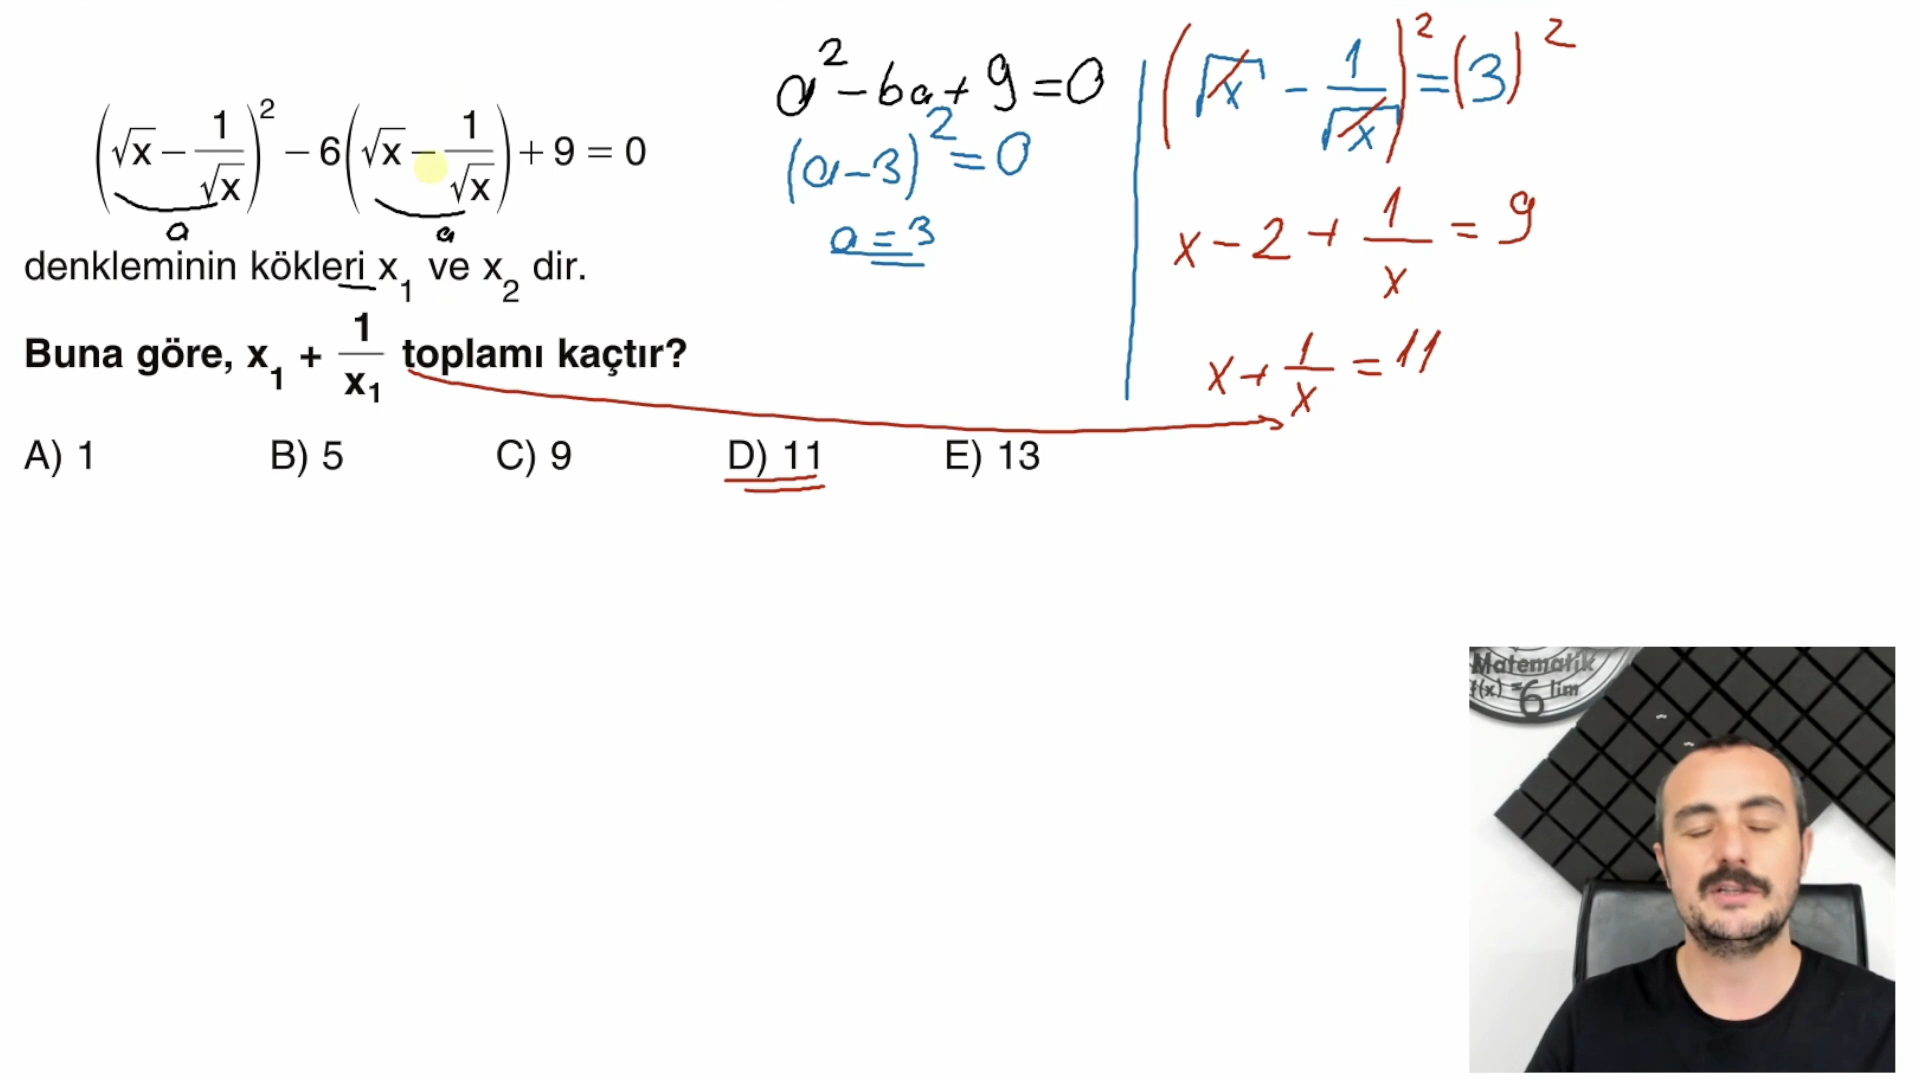 (√x − 1/√x)² − 6(√x − 1/√x) + 9 = 0
a a
denkleminin kökleri x₁ ve x₂ dir.
Buna göre, x₁ + 1/x₁ toplamı kaçtır?
A) 1 B) 5 C) 9 D) 11 E) 13
a² − 6a + 9 = 0
(a − 3)² = 0
a = 3
(√x − 1/√x)² = (3)²
x − 2 + 1/x = 9
x + 1/x = 11
Matematik
f(x) = 6 lim